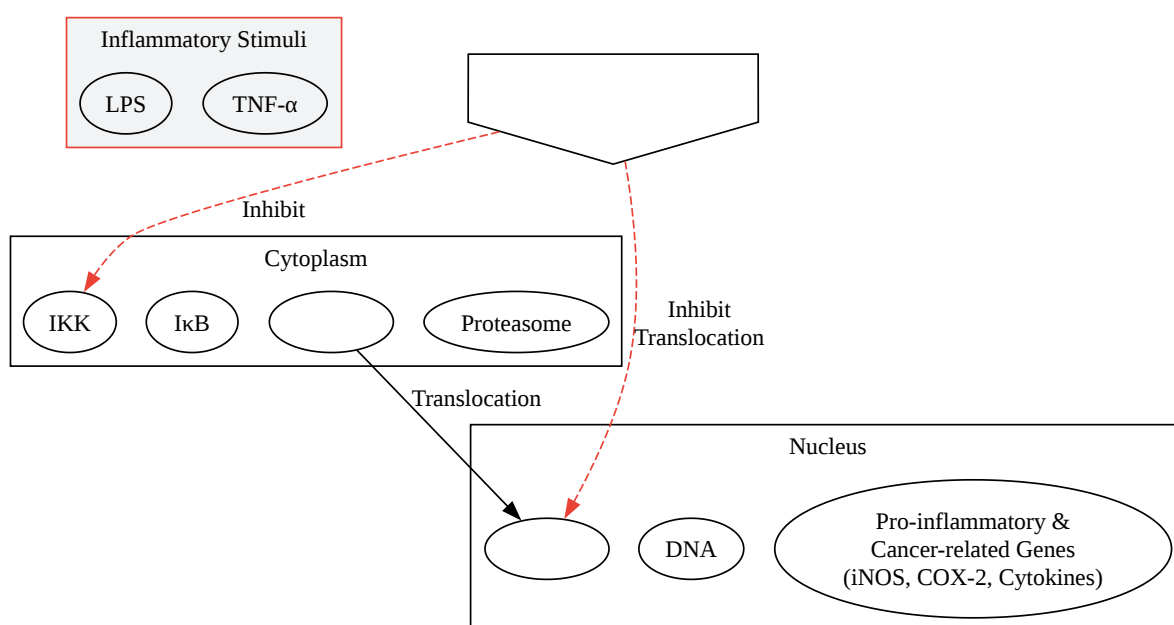 Inflammatory Stimuli
LPS
TNF-α
Inhibit
Cytoplasm
IKK
IκB
Proteasome
Inhibit
Translocation
Translocation
Nucleus
DNA
Pro-inflammatory &
Cancer-related Genes
(iNOS, COX-2, Cytokines)